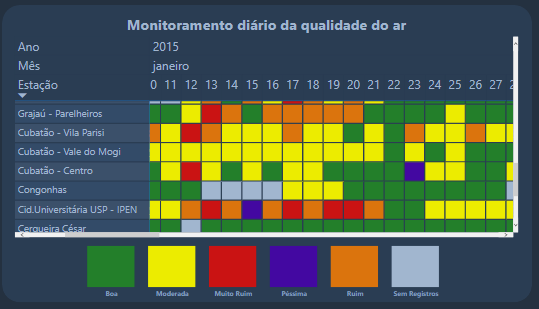 Monitoramento diário da qualidade do ar
Ano 2015
Mês janeiro
Estação 0 11 12 13 14 15 16 17 18 19 20 21 22 23 24 25 26 27 2
Grajaú - Parelheiros
Cubatão - Vila Parisi
Cubatão - Vale do Mogi
Cubatão - Centro
Congonhas
Cid.Universitária USP - IPEN
Cerqueira César
Boa Moderada Muito Ruim Péssima Ruim Sem Registros